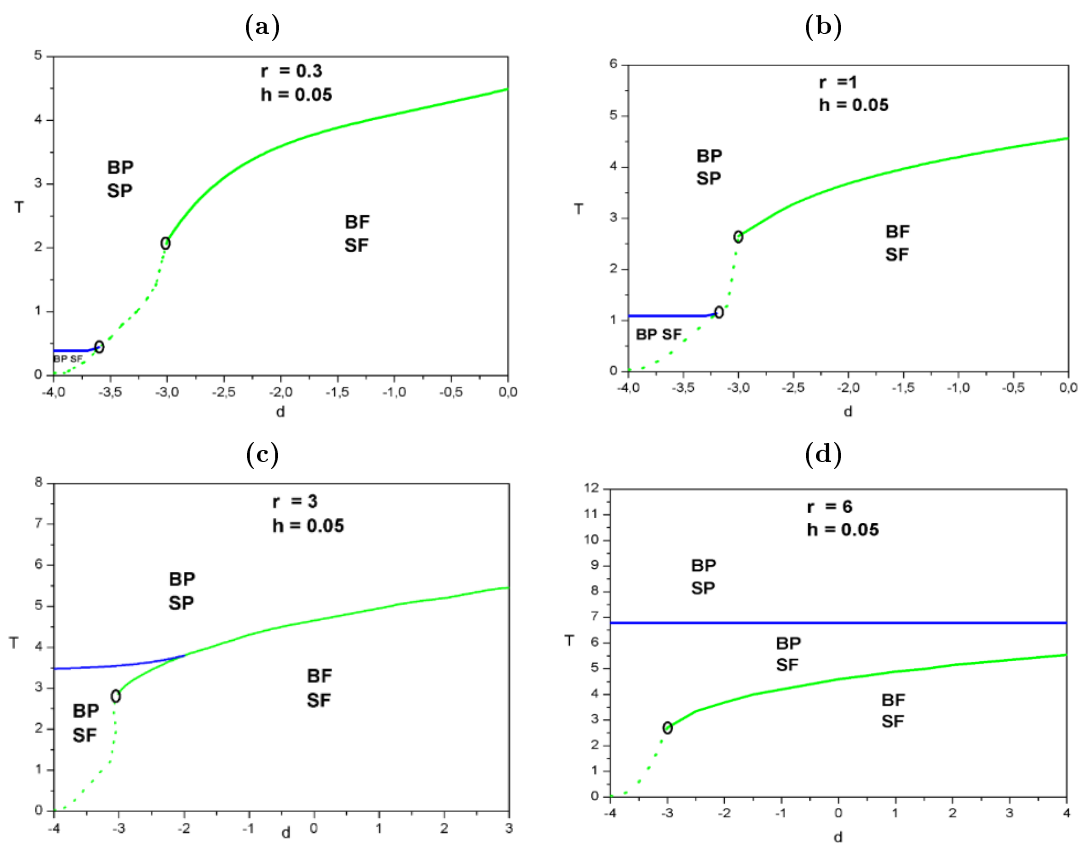 (a)
r = 0.3
h = 0.05
BP
SP
BF
SF
BP SF
T
5
4
3
2
1
0
-4,0 -3,5 -3,0 -2,5 -2,0 -1,5 -1,0 -0,5 0,0
d
(b)
r =1
h = 0.05
BP
SP
BF
SF
BP SF
T
6
5
4
3
2
1
0
-4,0 -3,5 -3,0 -2,5 -2,0 -1,5 -1,0 -0,5 0,0
d
(c)
r = 3
h = 0.05
BP
SP
BF
SF
BP
SF
T
8
7
6
5
4
3
2
1
0
-4 -3 -2 -1 0 1 2 3
d
(d)
r = 6
h = 0.05
BP
SP
BP
SF
BF
SF
T
12
11
10
9
8
7
6
5
4
3
2
1
0
-4 -3 -2 -1 0 1 2 3 4
d